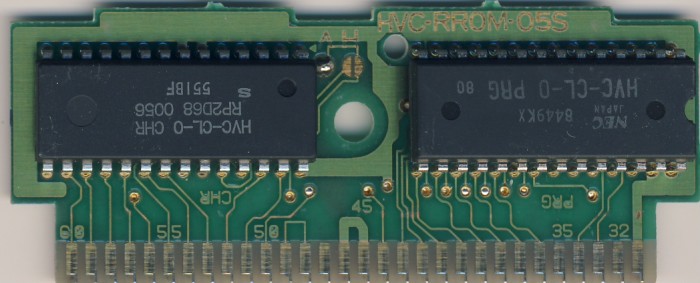 HVC-RROM-05S
V H
HVC-CL-0 CHR
RP2D68 0056
S 551BF
NEC
JAPAN
8449KX
HVC-CL-0 PRG
80
CHR
PRG
60
55
50
45
35
32